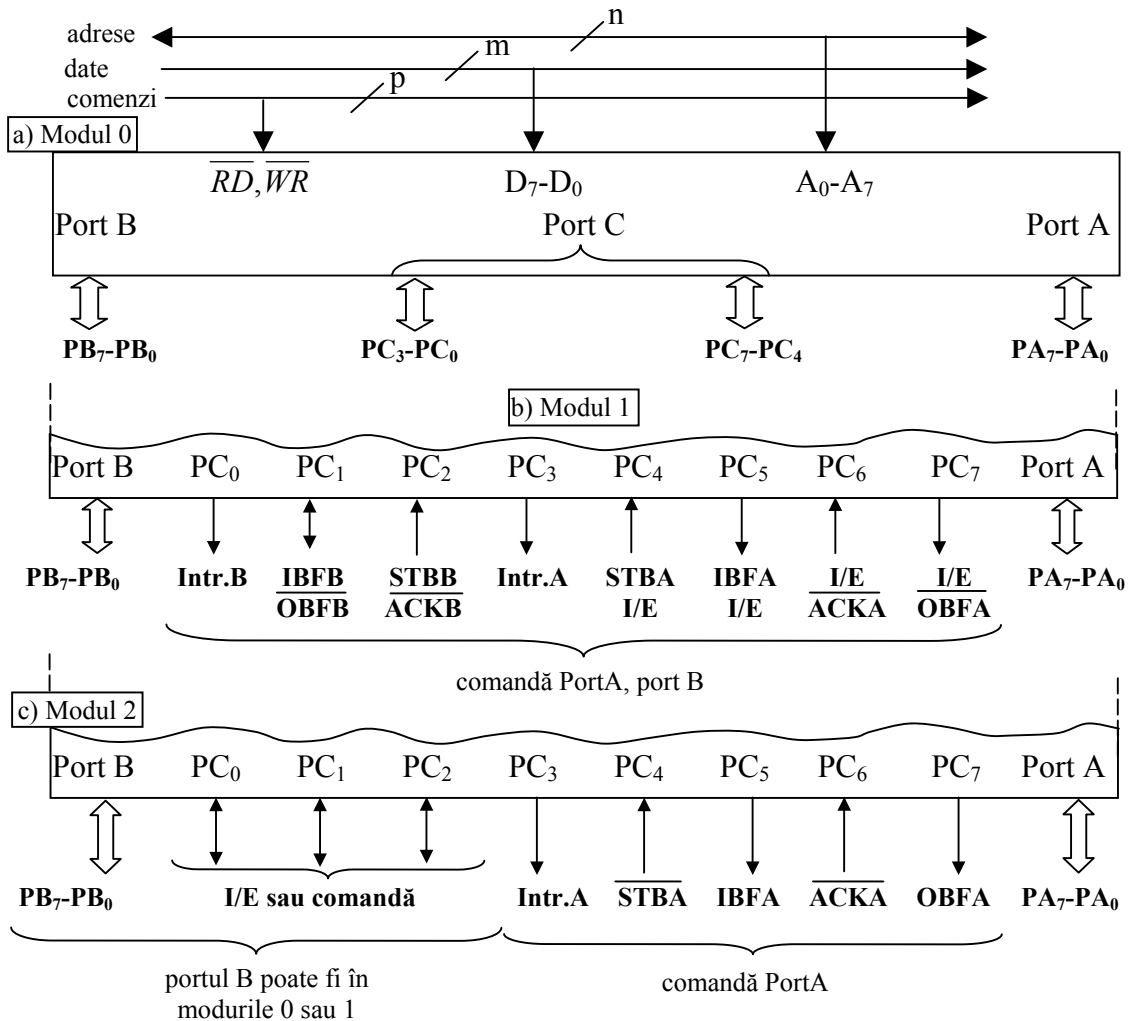 adrese n
date m
comenzi p
a) Modul 0
RD, WR D₇-D₀ A₀-A₇
Port B Port C Port A
PB₇-PB₀ PC₃-PC₀ PC₇-PC₄ PA₇-PA₀
b) Modul 1
Port B PC₀ PC₁ PC₂ PC₃ PC₄ PC₅ PC₆ PC₇ Port A
PB₇-PB₀ Intr.B IBFB STBB Intr.A STBA IBFA I/E I/E PA₇-PA₀
OBFB ACKB I/E I/E ACKA OBFA
comandă PortA, port B
c) Modul 2
Port B PC₀ PC₁ PC₂ PC₃ PC₄ PC₅ PC₆ PC₇ Port A
PB₇-PB₀ I/E sau comandă Intr.A STBA IBFA ACKA OBFA PA₇-PA₀
portul B poate fi în comandă PortA
modurile 0 sau 1